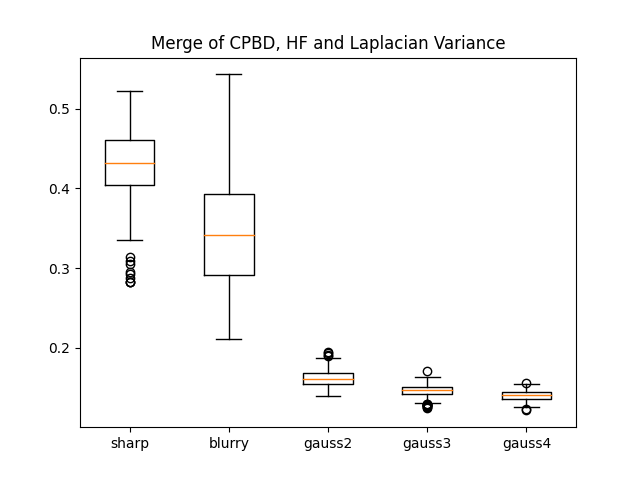 Merge of CPBD, HF and Laplacian Variance
0.5
0.4
0.3
0.2
sharp blurry gauss2 gauss3 gauss4